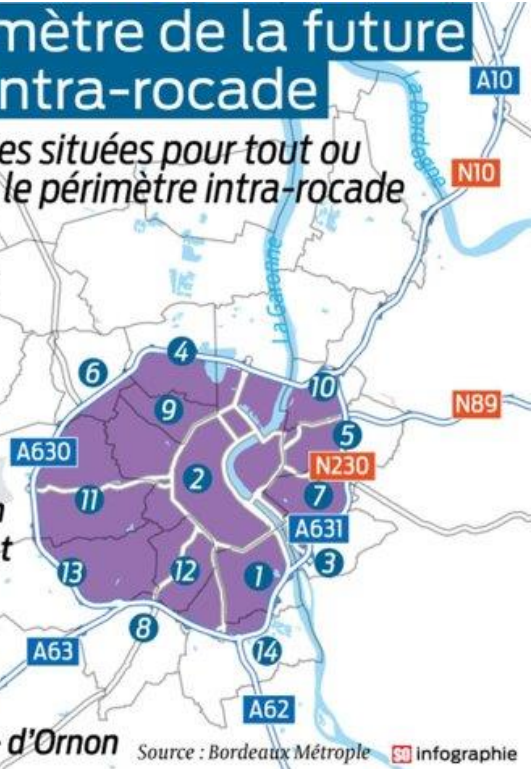 mètre de la future
ntra-rocade
es situées pour tout ou
le périmètre intra-rocade
A10
La Dordogne
N10
La Garonne
4
6
10
9
N89
5
A630
N230
2
7
11
n
A631
t
3
13
12
1
8
14
A63
A62
d'Ornon
Source : Bordeaux Métrople
SO infographie